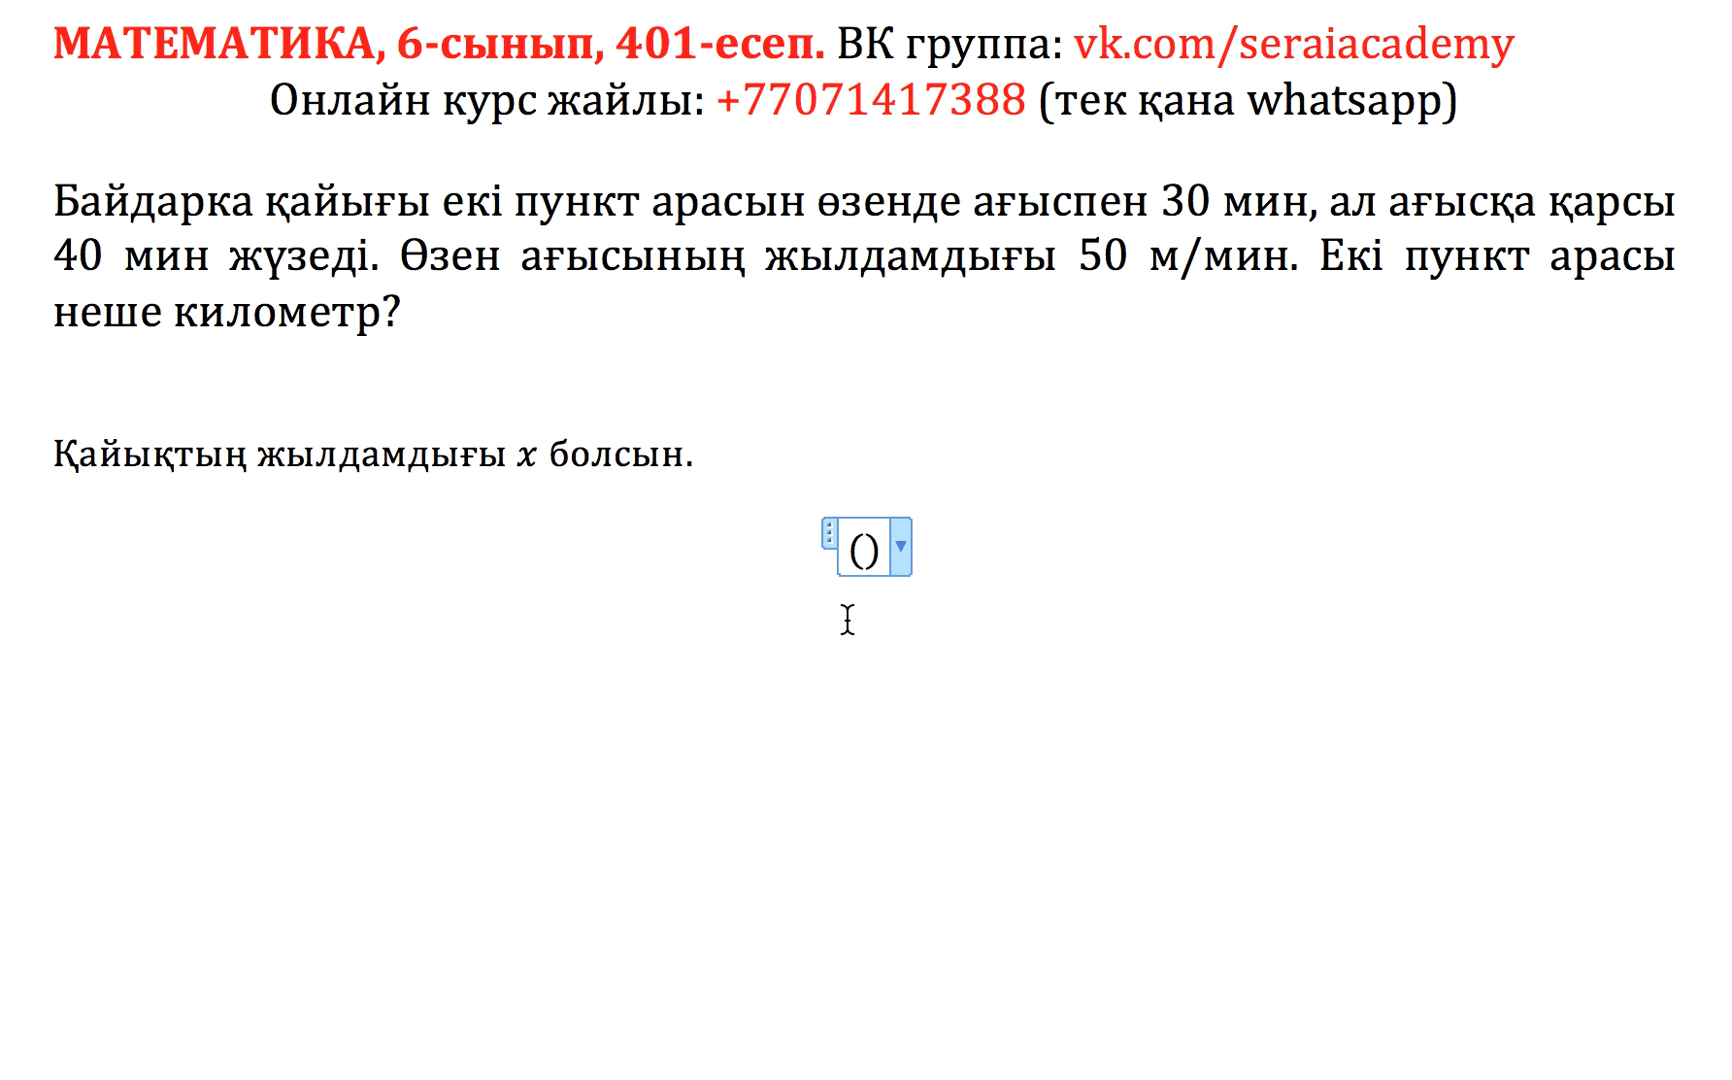 МАТЕМАТИКА, 6-сынып, 401-есеп. ВК группа: vk.com/seraiacademy
Онлайн курс жайлы: +77071417388 (тек қана whatsapp)
Байдарка қайығы екі пункт арасын өзенде ағыспен 30 мин, ал ағысқа қарсы
40 мин жүзеді. Өзен ағысының жылдамдығы 50 м/мин. Екі пункт арасы
неше километр?
Қайықтың жылдамдығы x болсын.
()